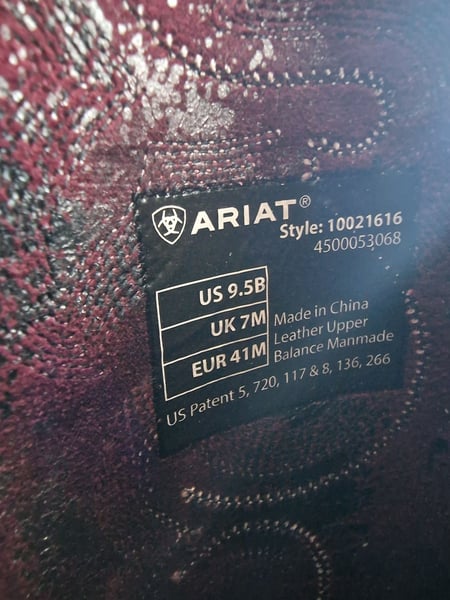 ARIAT®
Style: 10021616
4500053068
US 9.5B
UK 7M
EUR 41M
Made in China
Leather Upper
Balance Manmade
US Patent 5, 720, 117 & 8, 136, 266